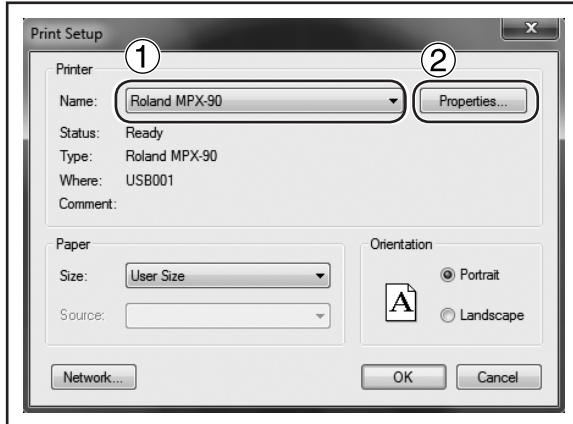 Print Setup
X
① ②
Printer
Name: Roland MPX-90 Properties...
Status: Ready
Type: Roland MPX-90
Where: USB001
Comment:
Paper Orientation
Size: User Size Portrait
Source: A Landscape
Network... OK Cancel